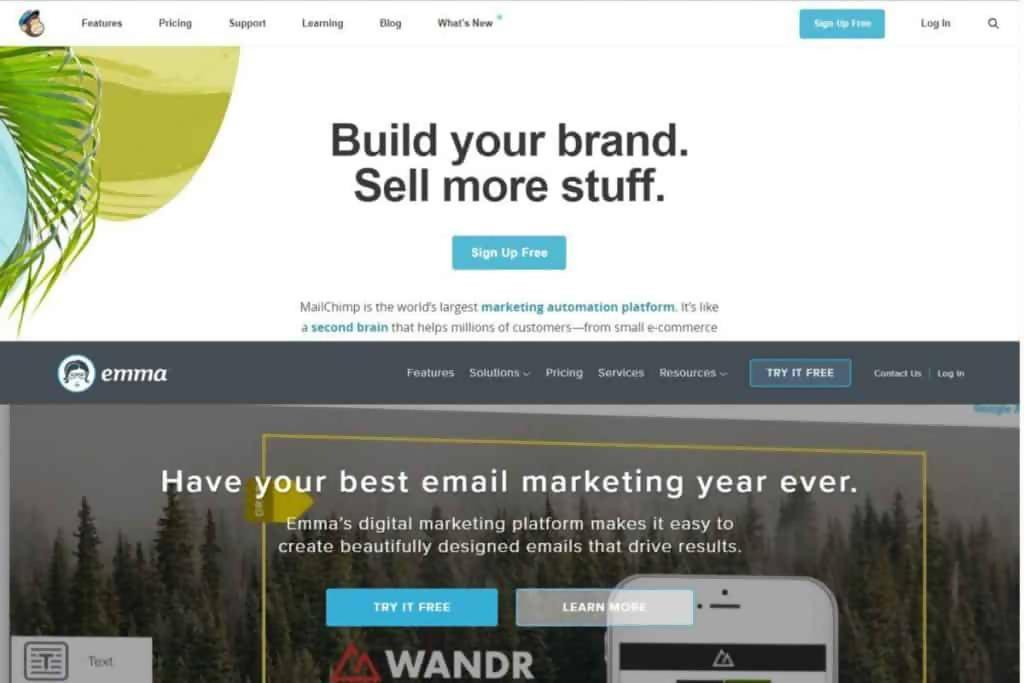 Features Pricing Support Learning Blog What's New Sign Up Free Log In
Build your brand.
Sell more stuff.
Sign Up Free
MailChimp is the world's largest marketing automation platform. It's like
a second brain that helps millions of customers—from small e-commerce
emma Features Solutions Pricing Services Resources TRY IT FREE Contact Us | Log In
Google
Have your best email marketing year ever.
Emma's digital marketing platform makes it easy to
create beautifully designed emails that drive results.
TRY IT FREE LEARN MORE
Text
WANDR